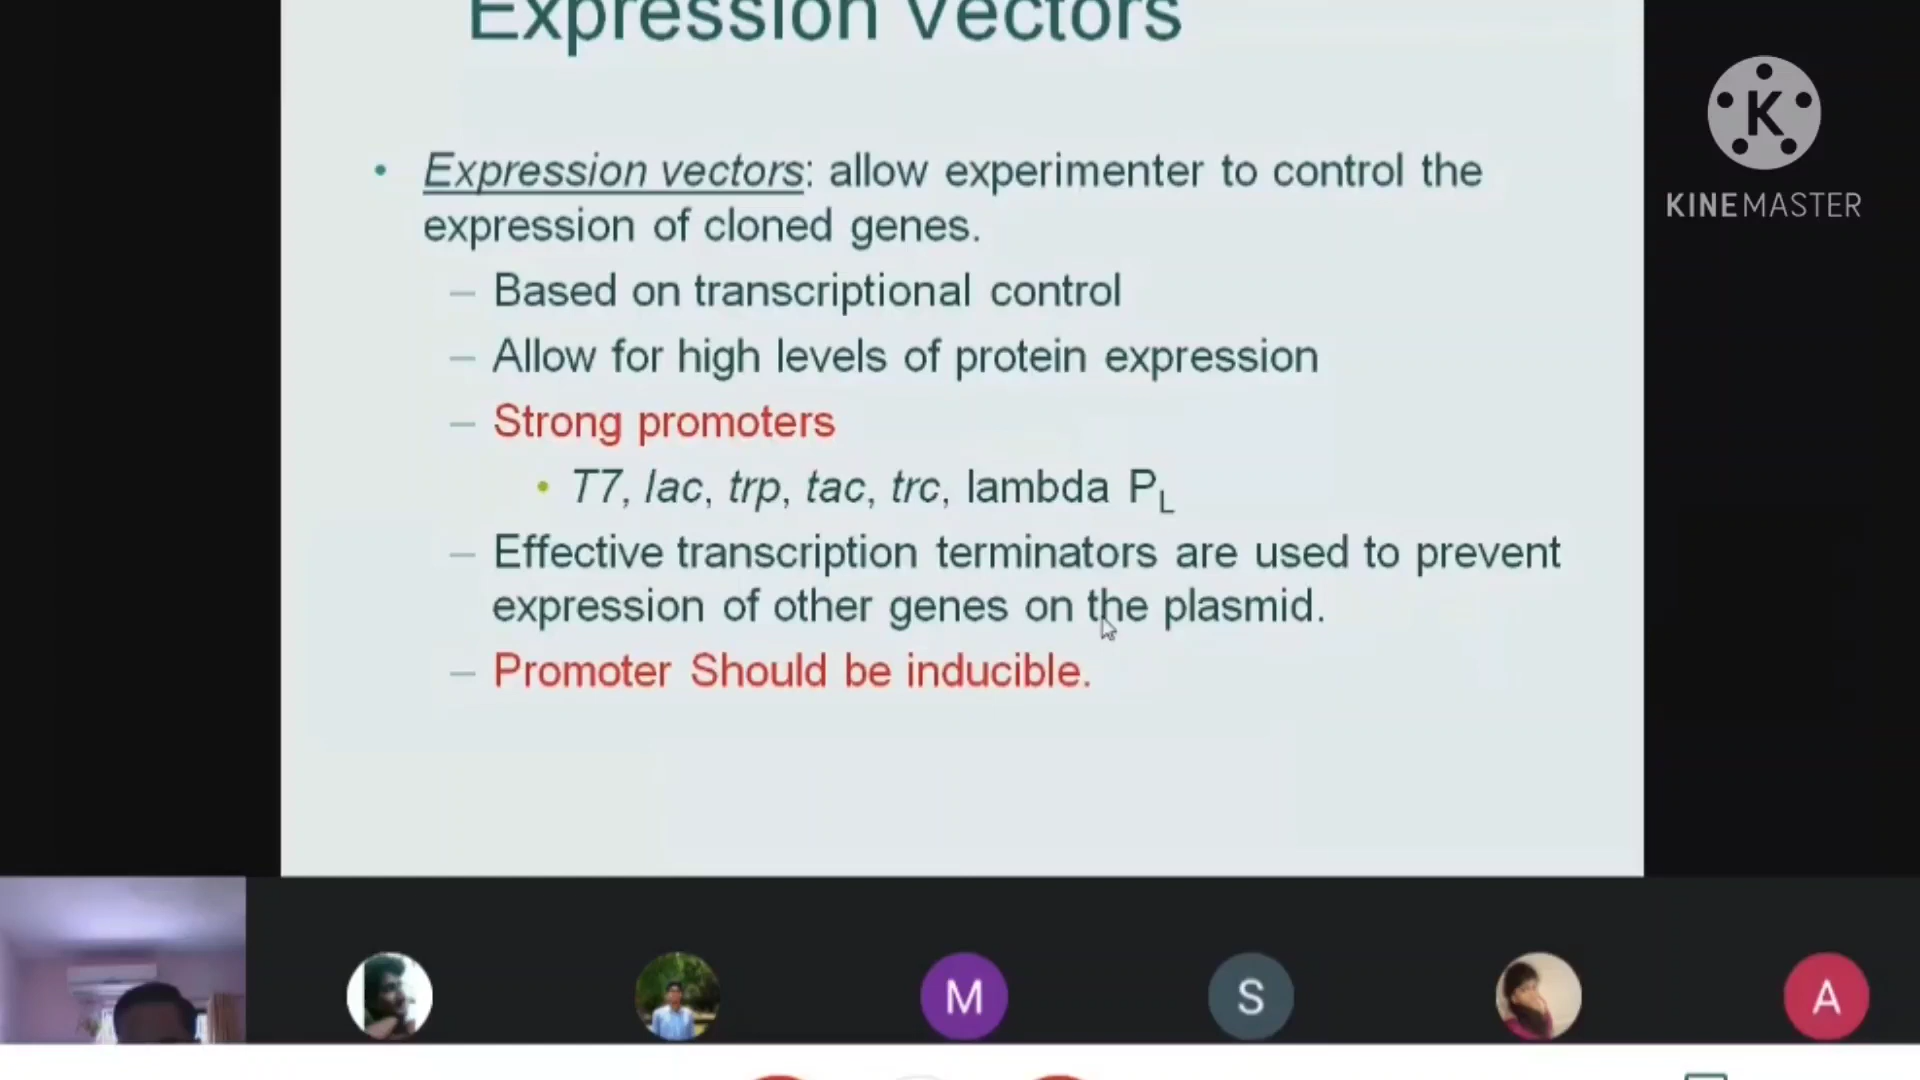 Expression Vectors
• Expression vectors: allow experimenter to control the
expression of cloned genes.
– Based on transcriptional control
– Allow for high levels of protein expression
– Strong promoters
• T7, lac, trp, tac, trc, lambda PL
– Effective transcription terminators are used to prevent
expression of other genes on the plasmid.
– Promoter Should be inducible.
K
KINEMASTER
M
S
A